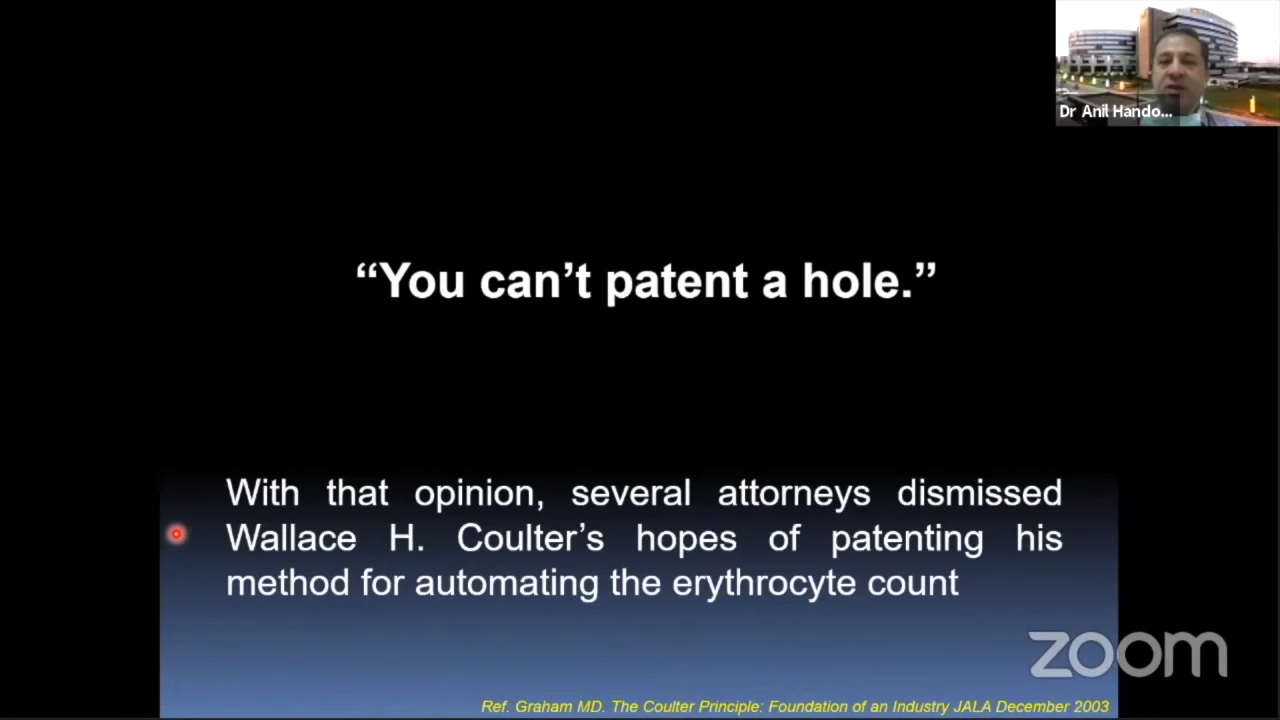 Dr Anil Hando...
“You can’t patent a hole.”
With that opinion, several attorneys dismissed
Wallace H. Coulter’s hopes of patenting his
method for automating the erythrocyte count
zoom
Ref. Graham MD. The Coulter Principle: Foundation of an Industry JALA December 2003